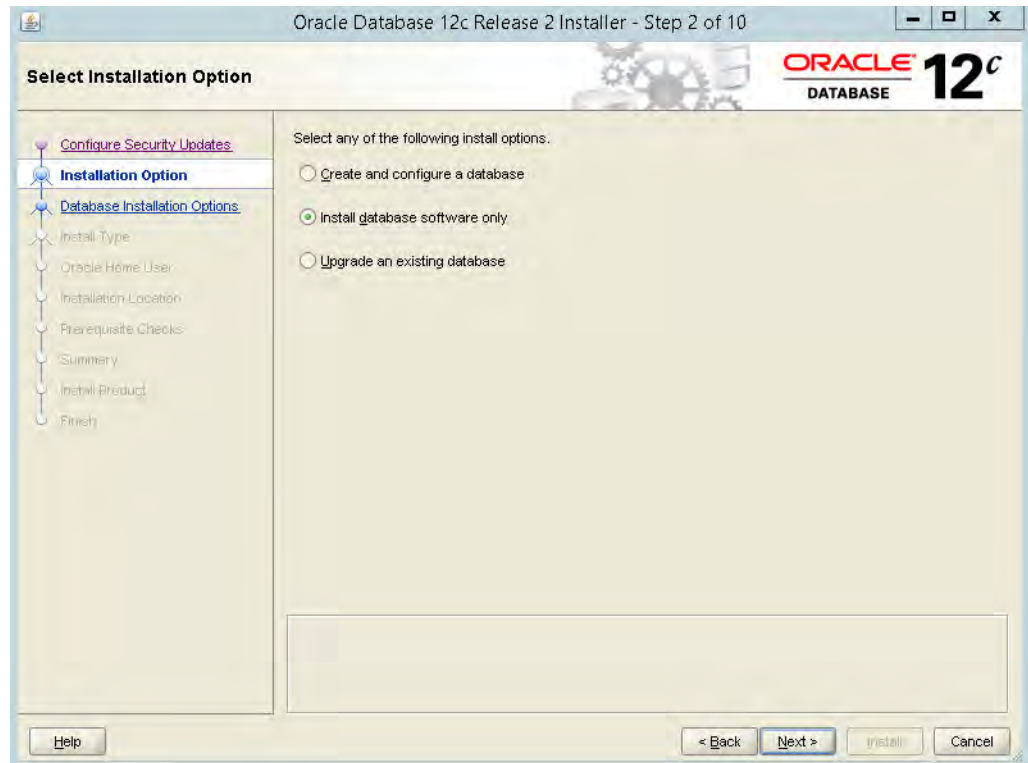 Oracle Database 12c Release 2 Installer - Step 2 of 10
Select Installation Option
ORACLE
DATABASE
12c
Configure Security Updates
Installation Option
Database Installation Options
Install Type
Oracle Home User
Installation Location
Prerequisite Checks
Summary
Install Product
Finish
Select any of the following install options.
Create and configure a database
Install database software only
Upgrade an existing database
Help
< Back
Next >
Install
Cancel